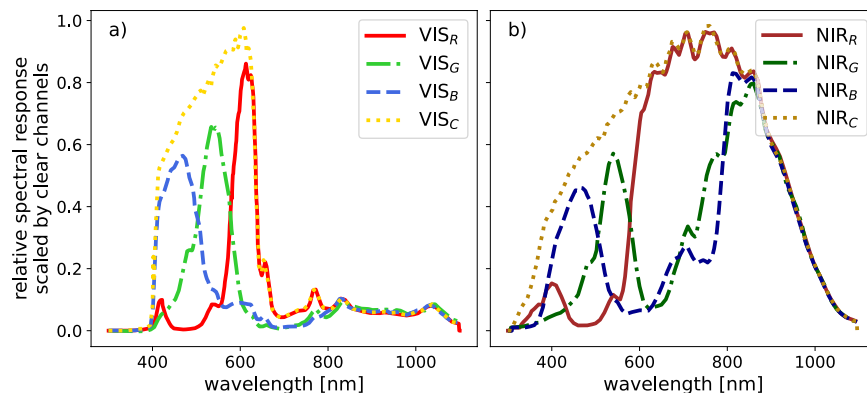 a)
VIS_R
VIS_G
VIS_B
VIS_C
b)
NIR_R
NIR_G
NIR_B
NIR_C
relative spectral response
scaled by clear channels
1.0
0.8
0.6
0.4
0.2
0.0
400 600 800 1000
400 600 800 1000
wavelength [nm]
wavelength [nm]